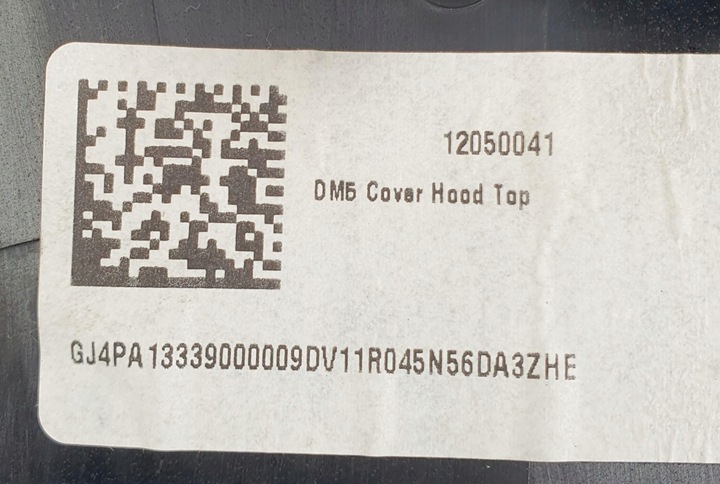 12050041
DM5 Cover Hood Top
GJ4PA13339000009DV11R045N56DA3ZHE